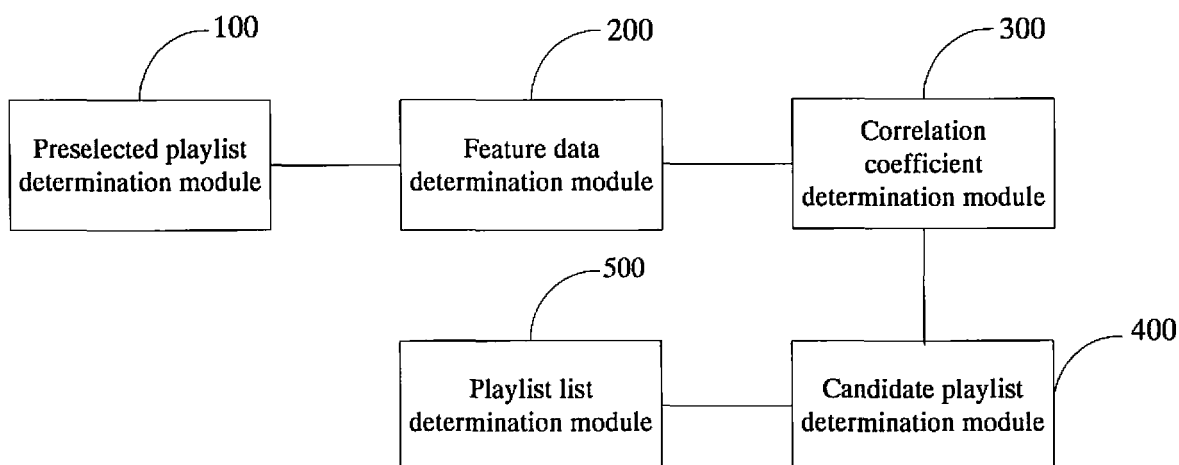 100
200
300
Preselected playlist
determination module
Feature data
determination module
Correlation
coefficient
determination module
500
400
Playlist list
determination module
Candidate playlist
determination module